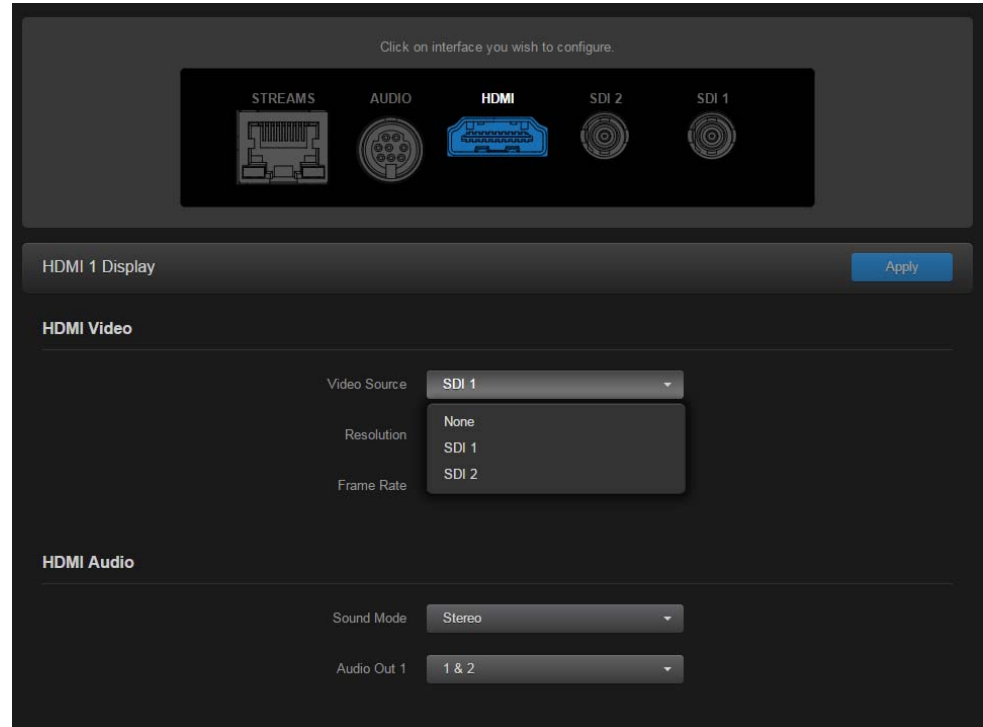 Click on interface you wish to configure.
STREAMS AUDIO HDMI SDI 2 SDI 1
HDMI 1 Display Apply
HDMI Video
Video Source SDI 1
None
Resolution
SDI 1
SDI 2
Frame Rate
HDMI Audio
Sound Mode Stereo
Audio Out 1 1 & 2